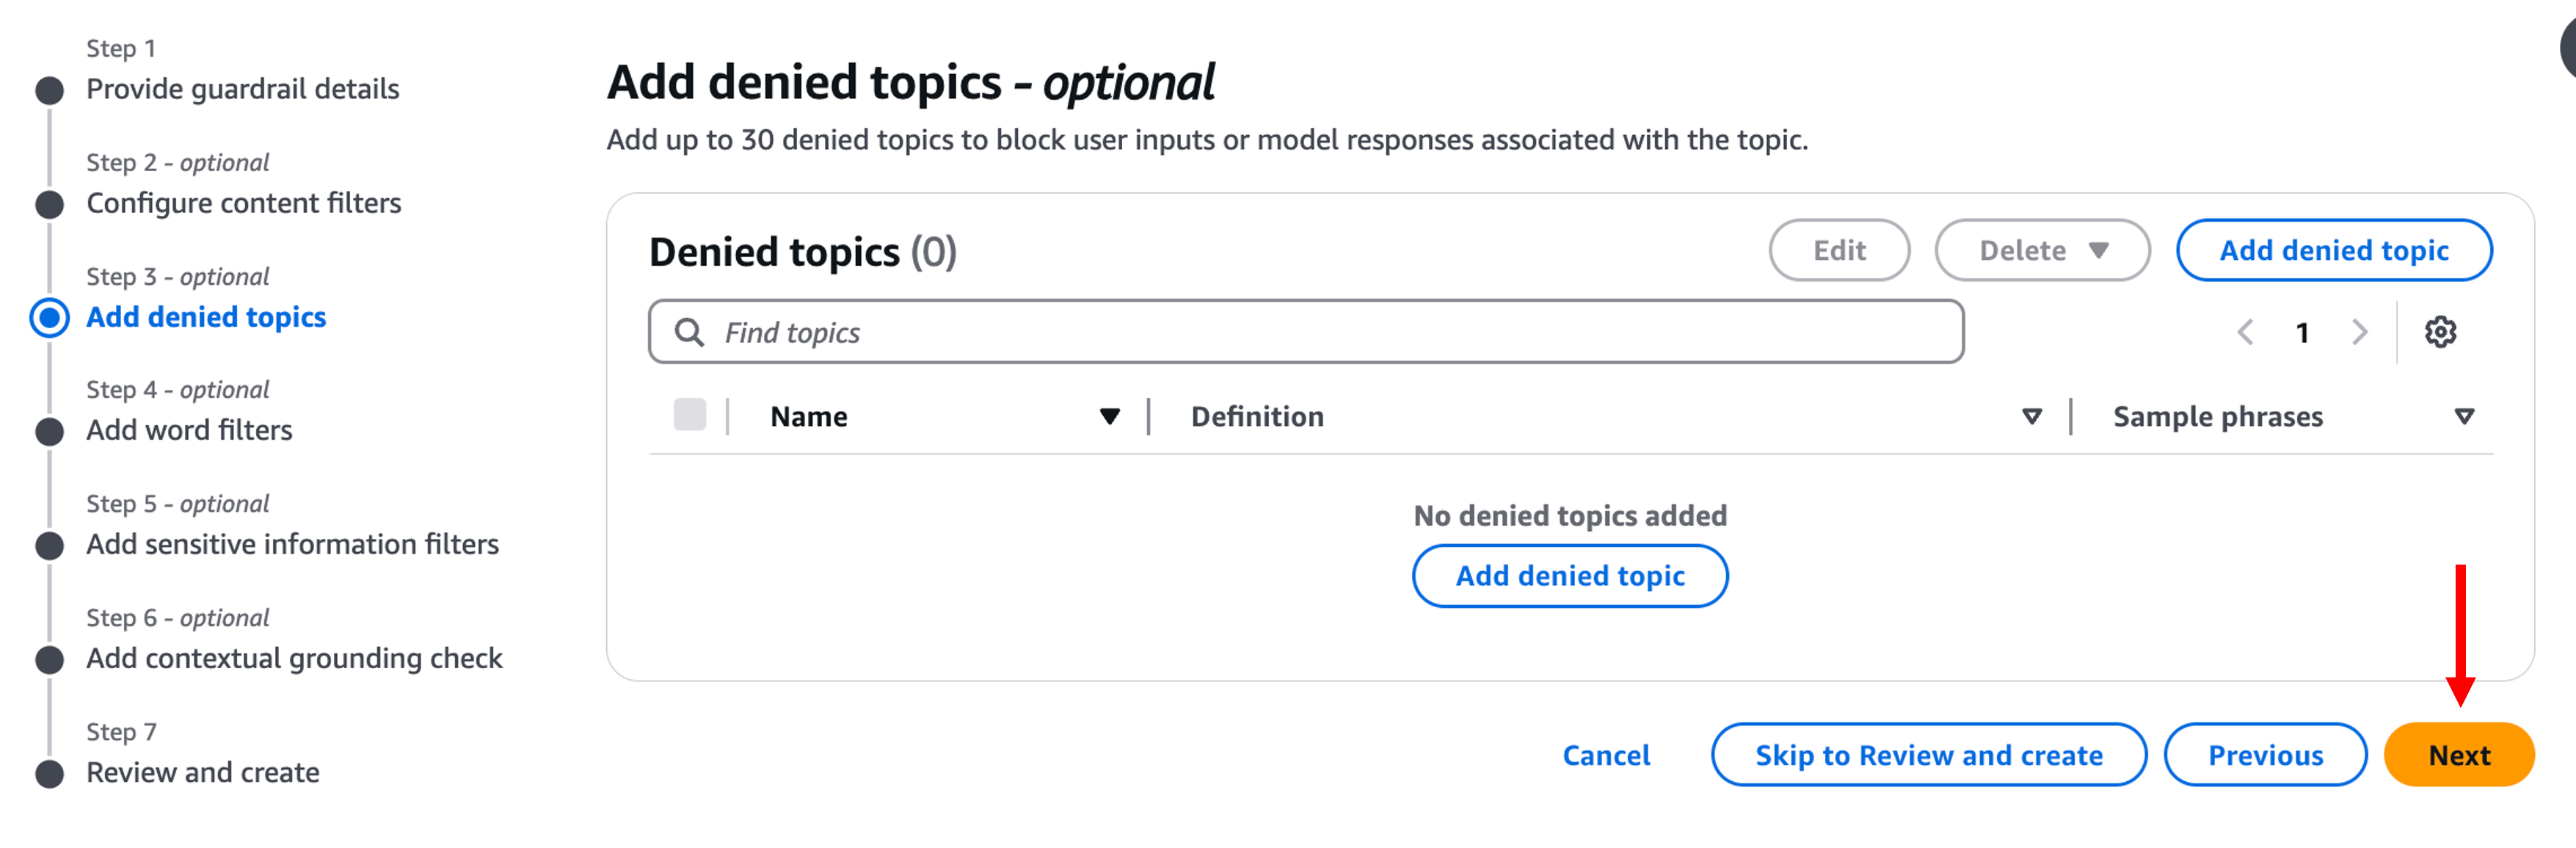 Step 1
Provide guardrail details
Step 2 - optional
Configure content filters
Step 3 - optional
Add denied topics
Step 4 - optional
Add word filters
Step 5 - optional
Add sensitive information filters
Step 6 - optional
Add contextual grounding check
Step 7
Review and create
Add denied topics - optional
Add up to 30 denied topics to block user inputs or model responses associated with the topic.
Denied topics (0)
Edit
Delete
Add denied topic
Find topics
1
Name
Definition
Sample phrases
No denied topics added
Add denied topic
Cancel
Skip to Review and create
Previous
Next